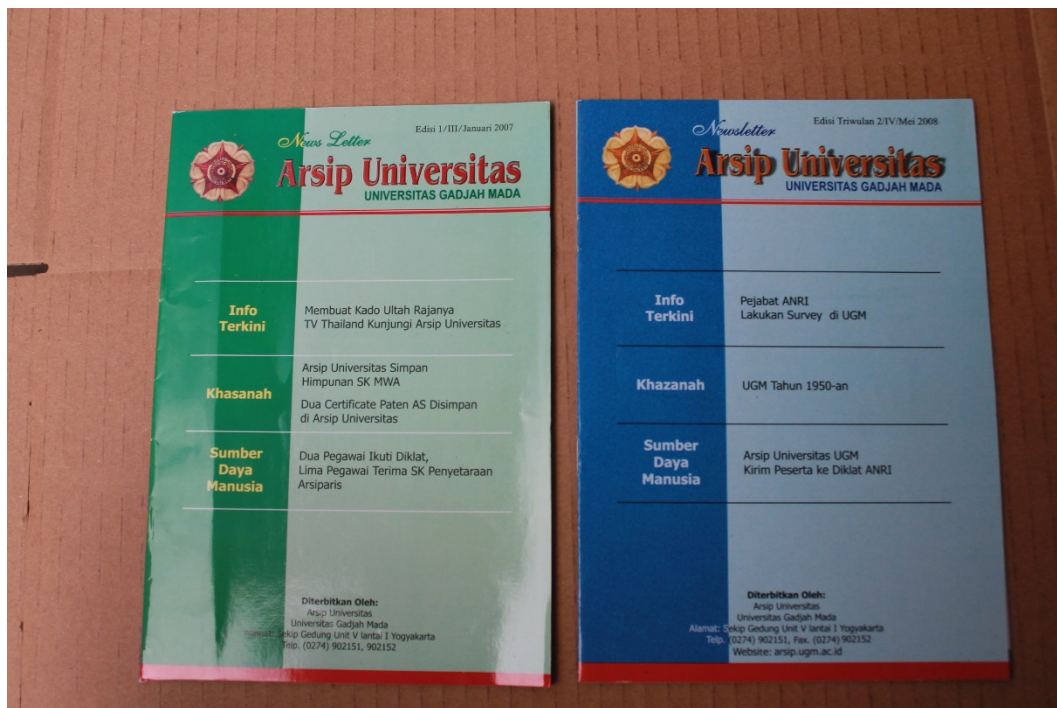 Edisi 1/III/Januari 2007
News Letter
Arsip Universitas
UNIVERSITAS GADJAH MADA
Info
Terkini
Membuat Kado Ultah Rajanya
TV Thailand Kunjungi Arsip Universitas
Khasanah
Arsip Universitas Simpan
Himpunan SK MWA
Dua Certificate Paten AS Disimpan
di Arsip Universitas
Sumber
Daya
Manusia
Dua Pegawai Ikuti Diklat,
Lima Pegawai Terima SK Penyetaraan
Arsiparis
Diterbitkan Oleh:
Arsip Universitas
Universitas Gadjah Mada
Alamat: Sekip Gedung Unit V lantai I Yogyakarta
Telp. (0274) 902151, 902152
Edisi Triwulan 2/IV/Mei 2008
Newsletter
Arsip Universitas
UNIVERSITAS GADJAH MADA
Info
Terkini
Pejabat ANRI
Lakukan Survey di UGM
Khazanah
UGM Tahun 1950-an
Sumber
Daya
Manusia
Arsip Universitas UGM
Kirim Peserta ke Diklat ANRI
Diterbitkan Oleh:
Arsip Universitas
Universitas Gadjah Mada
Alamat: Sekip Gedung Unit V lantai I Yogyakarta
Telp. (0274) 902151, Fax. (0274) 902152
Website: arsip.ugm.ac.id